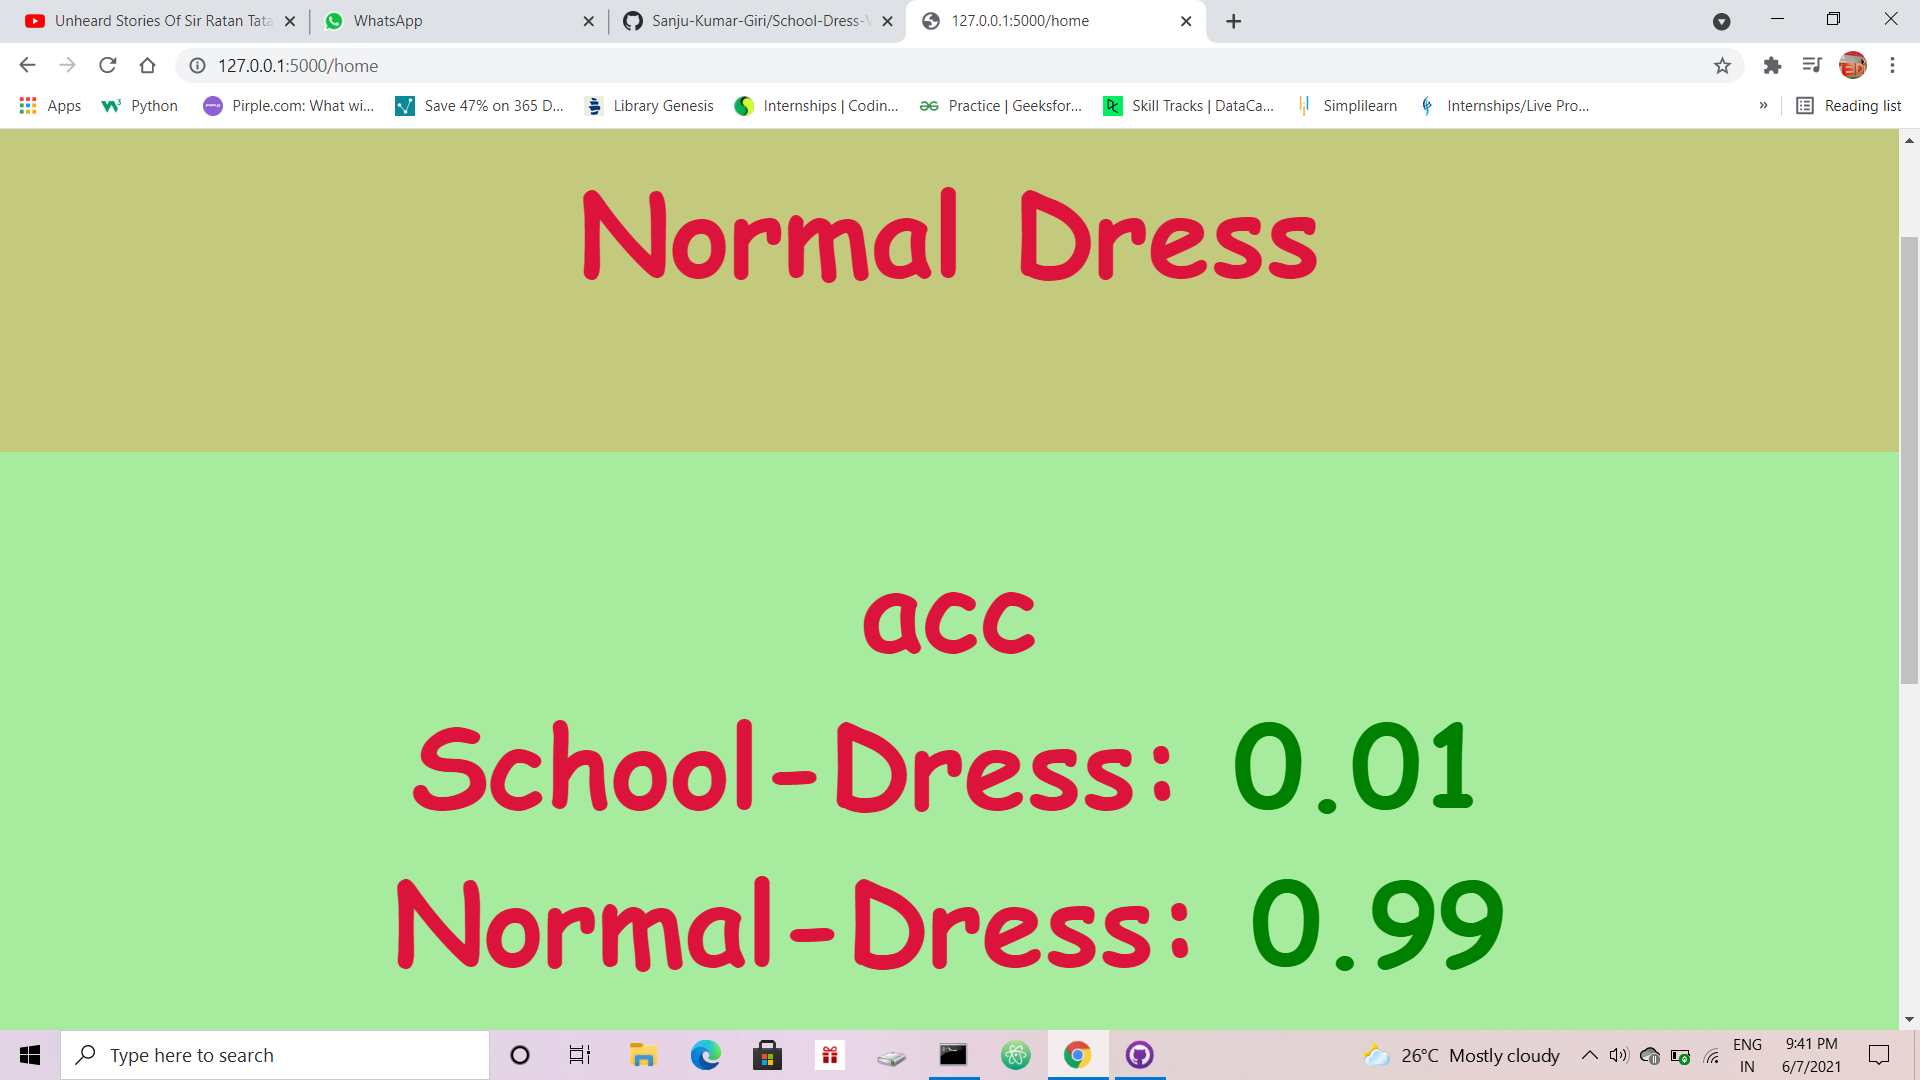 Unheard Stories Of Sir Ratan Tata
WhatsApp
Sanju-Kumar-Giri/School-Dress-
127.0.0.1:5000/home
127.0.0.1:5000/home
Apps
Python
Pirple.com: What wi...
Save 47% on 365 D...
Library Genesis
Internships | Codin...
Practice | Geeksfor...
Skill Tracks | DataCa...
Simplilearn
Internships/Live Pro...
»
Reading list
Normal Dress
acc
School-Dress: 0.01
Normal-Dress: 0.99
Type here to search
26°C Mostly cloudy
ENG
IN
9:41 PM
6/7/2021